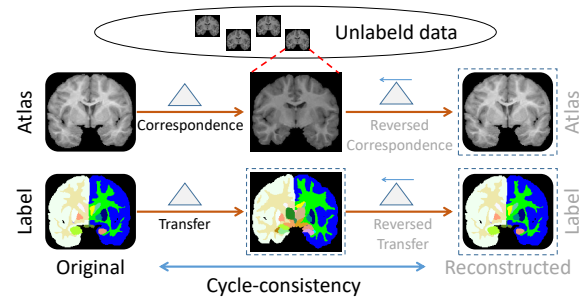 Unlabeld data
Atlas
Correspondence
Reversed
Correspondence
Atlas
Label
Transfer
Reversed
Transfer
Label
Original
Reconstructed
Cycle-consistency